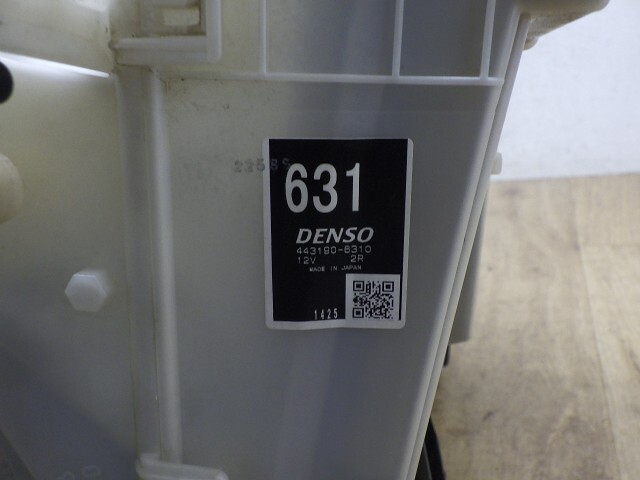 631
DENSO
443190-6310
12V 2R
MADE IN JAPAN
1425